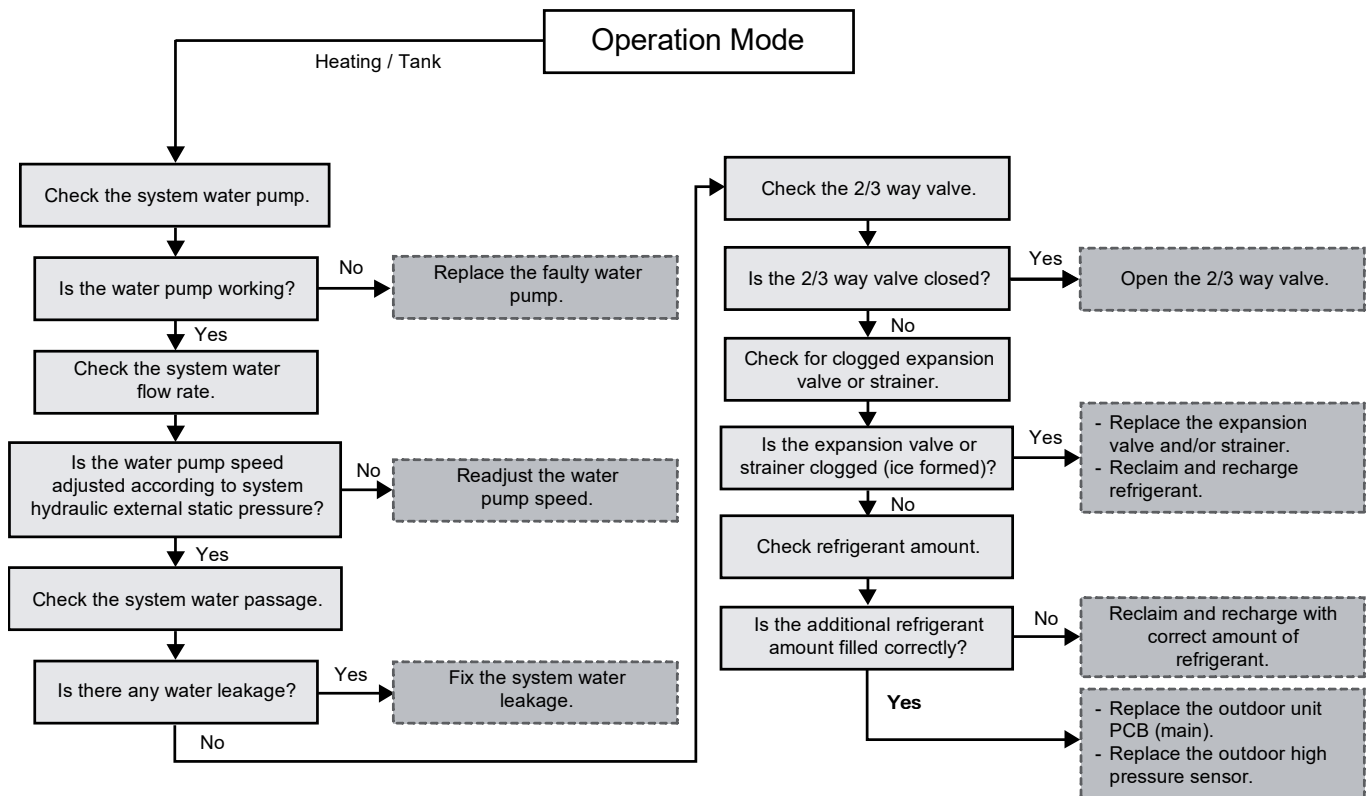 Operation Mode
Heating / Tank
Check the system water pump.
Is the water pump working?
No
Replace the faulty water
pump.
Yes
Check the system water
flow rate.
Is the water pump speed
adjusted according to system
hydraulic external static pressure?
No
Readjust the water
pump speed.
Yes
Check the system water passage.
Is there any water leakage?
Yes
Fix the system water
leakage.
No
Check the 2/3 way valve.
Is the 2/3 way valve closed?
Yes
Open the 2/3 way valve.
No
Check for clogged expansion
valve or strainer.
Is the expansion valve or
strainer clogged (ice formed)?
Yes
- Replace the expansion
valve and/or strainer.
- Reclaim and recharge
refrigerant.
No
Check refrigerant amount.
Is the additional refrigerant
amount filled correctly?
No
Reclaim and recharge with
correct amount of
refrigerant.
Yes
- Replace the outdoor unit
PCB (main).
- Replace the outdoor high
pressure sensor.